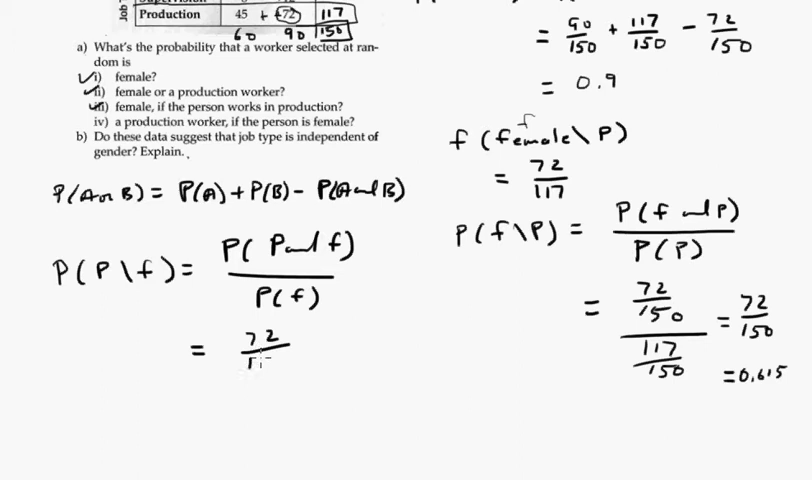 Production 45 + 72 117
60 90 150
a) What's the probability that a worker selected at ran-
dom is
i) female?
ii) female or a production worker?
iii) female, if the person works in production?
iv) a production worker, if the person is female?
b) Do these data suggest that job type is independent of
gender? Explain.
P(A or B) = P(A) + P(B) - P(A and B)
P(P \ f) = P(P and f) / P(f)
= 72
= 90/150 + 117/150 - 72/150
= 0.9
f
f (female \ P)
= 72/117
P(f \ P) = P(f and P) / P(P)
= 72/150 / 117/150 = 72/150
= 0.615